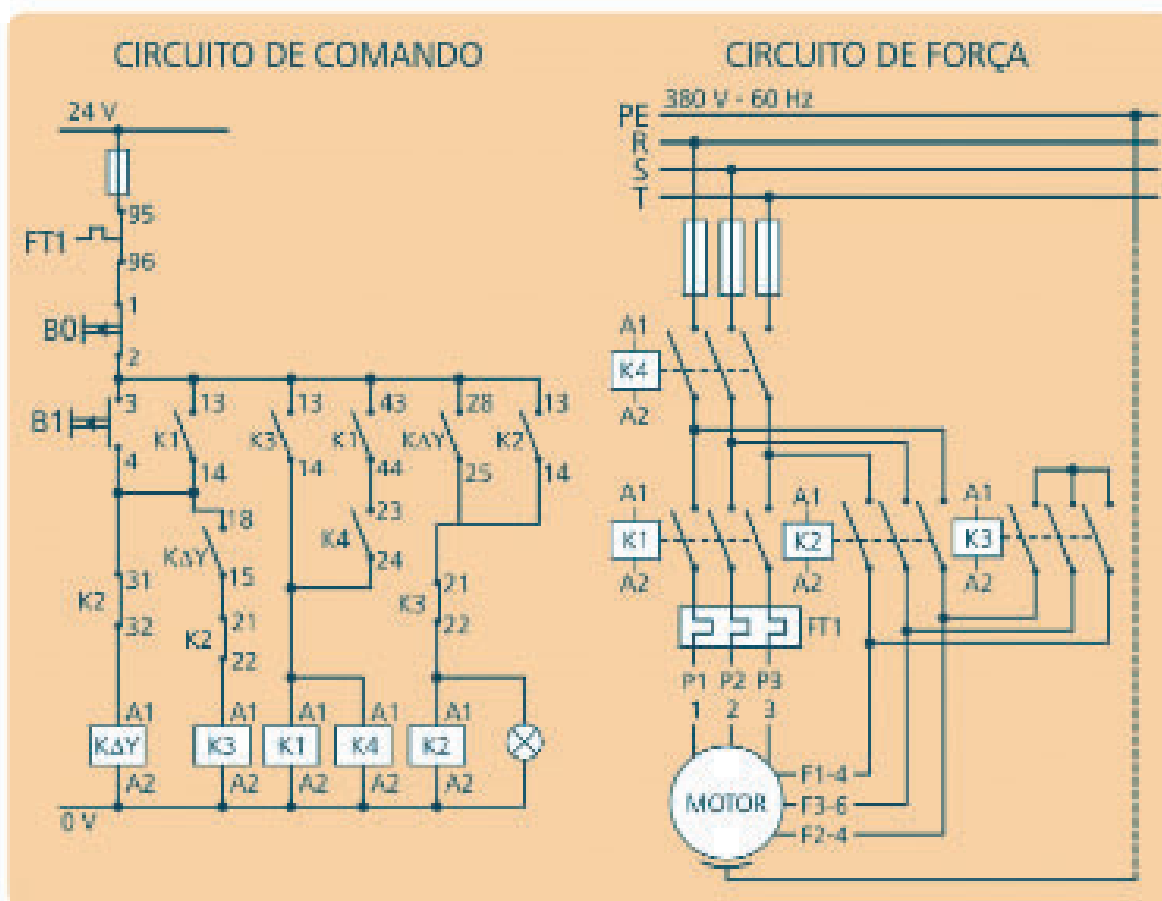 CIRCUITO DE COMANDO
24 V
95
FT1
96
1
B0
2
3
13
13
43
28
13
B1
K1
K3
K1
KΔY
K2
4
14
14
44
25
14
18
23
KΔY
K4
31
15
24
K2
21
21
K3
32
K2
22
22
A1
A1
A1
A1
A1
KΔY
K3
K1
K4
K2
A2
A2
A2
A2
A2
0 V
CIRCUITO DE FORÇA
380 V - 60 Hz
PE
R
S
T
A1
K4
A2
A1
A1
A1
K1
K2
K3
A2
A2
A2
FT1
P1 P2 P3
1 2 3
F1-4
MOTOR
F3-6
F2-4